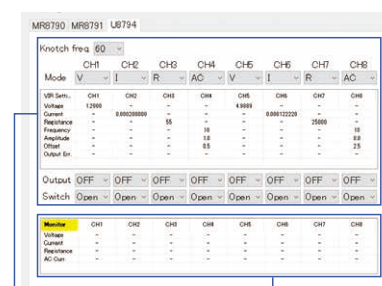 MR8790 MR8791 U8794
Knotch freq. 60
CH1 CH2 CH3 CH4 CH5 CH6 CH7 CH8
Mode V I R AC V I R AC
V/R Setti... CH1 CH2 CH3 CH4 CH5 CH6 CH7 CH8
Voltage 1.2000 - - - 4.9999 - - -
Current - 0.000200000 - - - 0.000122220 - -
Resistance - - 55 - - - 25000 -
Frequency - - - 10 - - - 10
Amplitude - - - 1.0 - - -
Offset - - - 0.5 - - - 2.5
Output Err. - - - - - - - -
Output OFF OFF OFF OFF OFF OFF OFF OFF
Switch Open Open Open Open Open Open Open Open
Monitor CH1 CH2 CH3 CH4 CH5 CH6 CH7 CH8
Voltage - - - - - - - -
Current - - - - - - - -
Resistance - - - - - - - -
AC Curr. - - - - - - - -